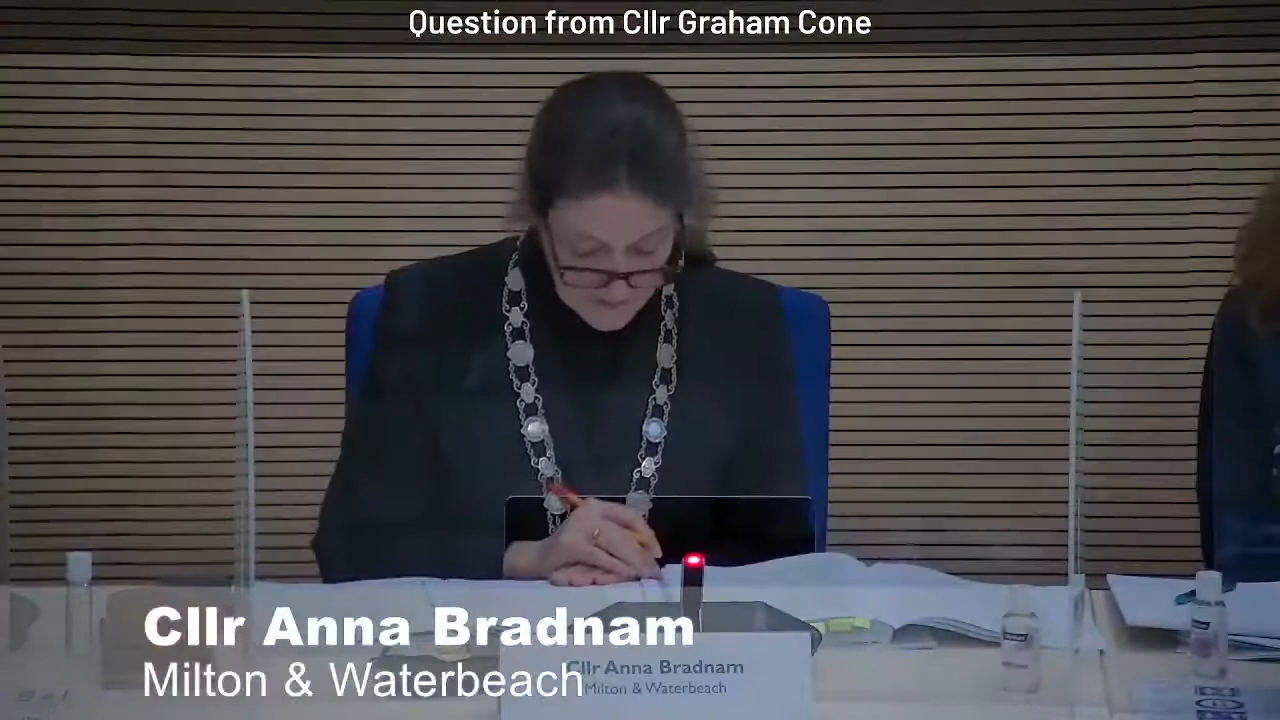 Question from Cllr Graham Cone
Cllr Anna Bradnam
Milton & Waterbeach
Cllr Anna Bradnam
Milton & Waterbeach